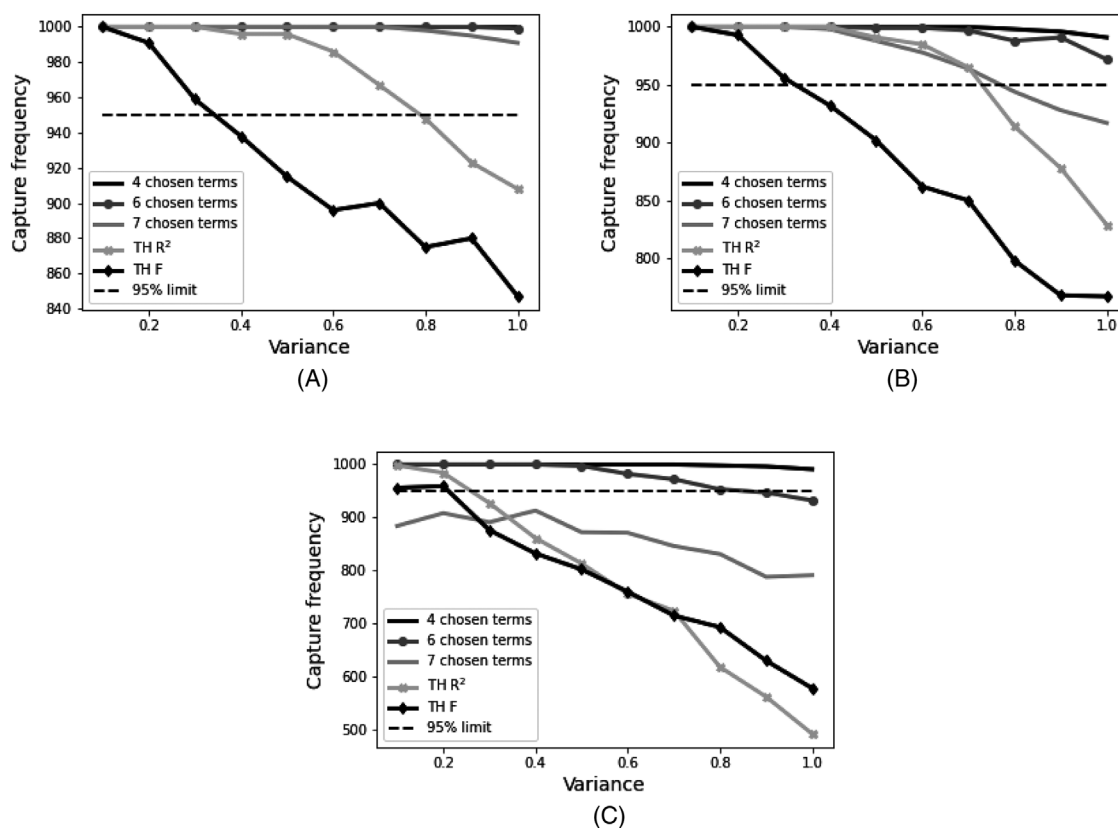 1000
980
960
940
920
900
880
860
840
Capture frequency
4 chosen terms
6 chosen terms
7 chosen terms
TH R²
TH F
95% limit
0.2 0.4 0.6 0.8 1.0
Variance
(A)
1000
950
900
850
800
Capture frequency
4 chosen terms
6 chosen terms
7 chosen terms
TH R²
TH F
95% limit
0.2 0.4 0.6 0.8 1.0
Variance
(B)
1000
900
800
700
600
500
Capture frequency
4 chosen terms
6 chosen terms
7 chosen terms
TH R²
TH F
95% limit
0.2 0.4 0.6 0.8 1.0
Variance
(C)